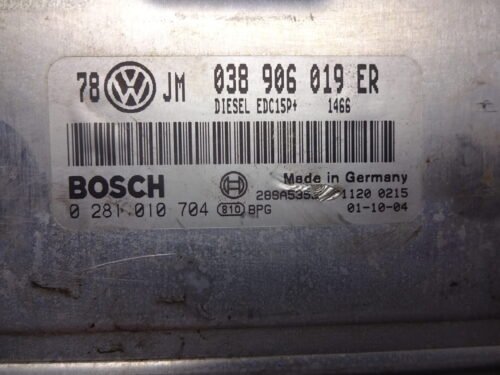 78 VW JM 038 906 019 ER
DIESEL EDC15P+ 1466
Made in Germany
BOSCH
1120 0215
0 281 010 704 810 BPG 01-10-04